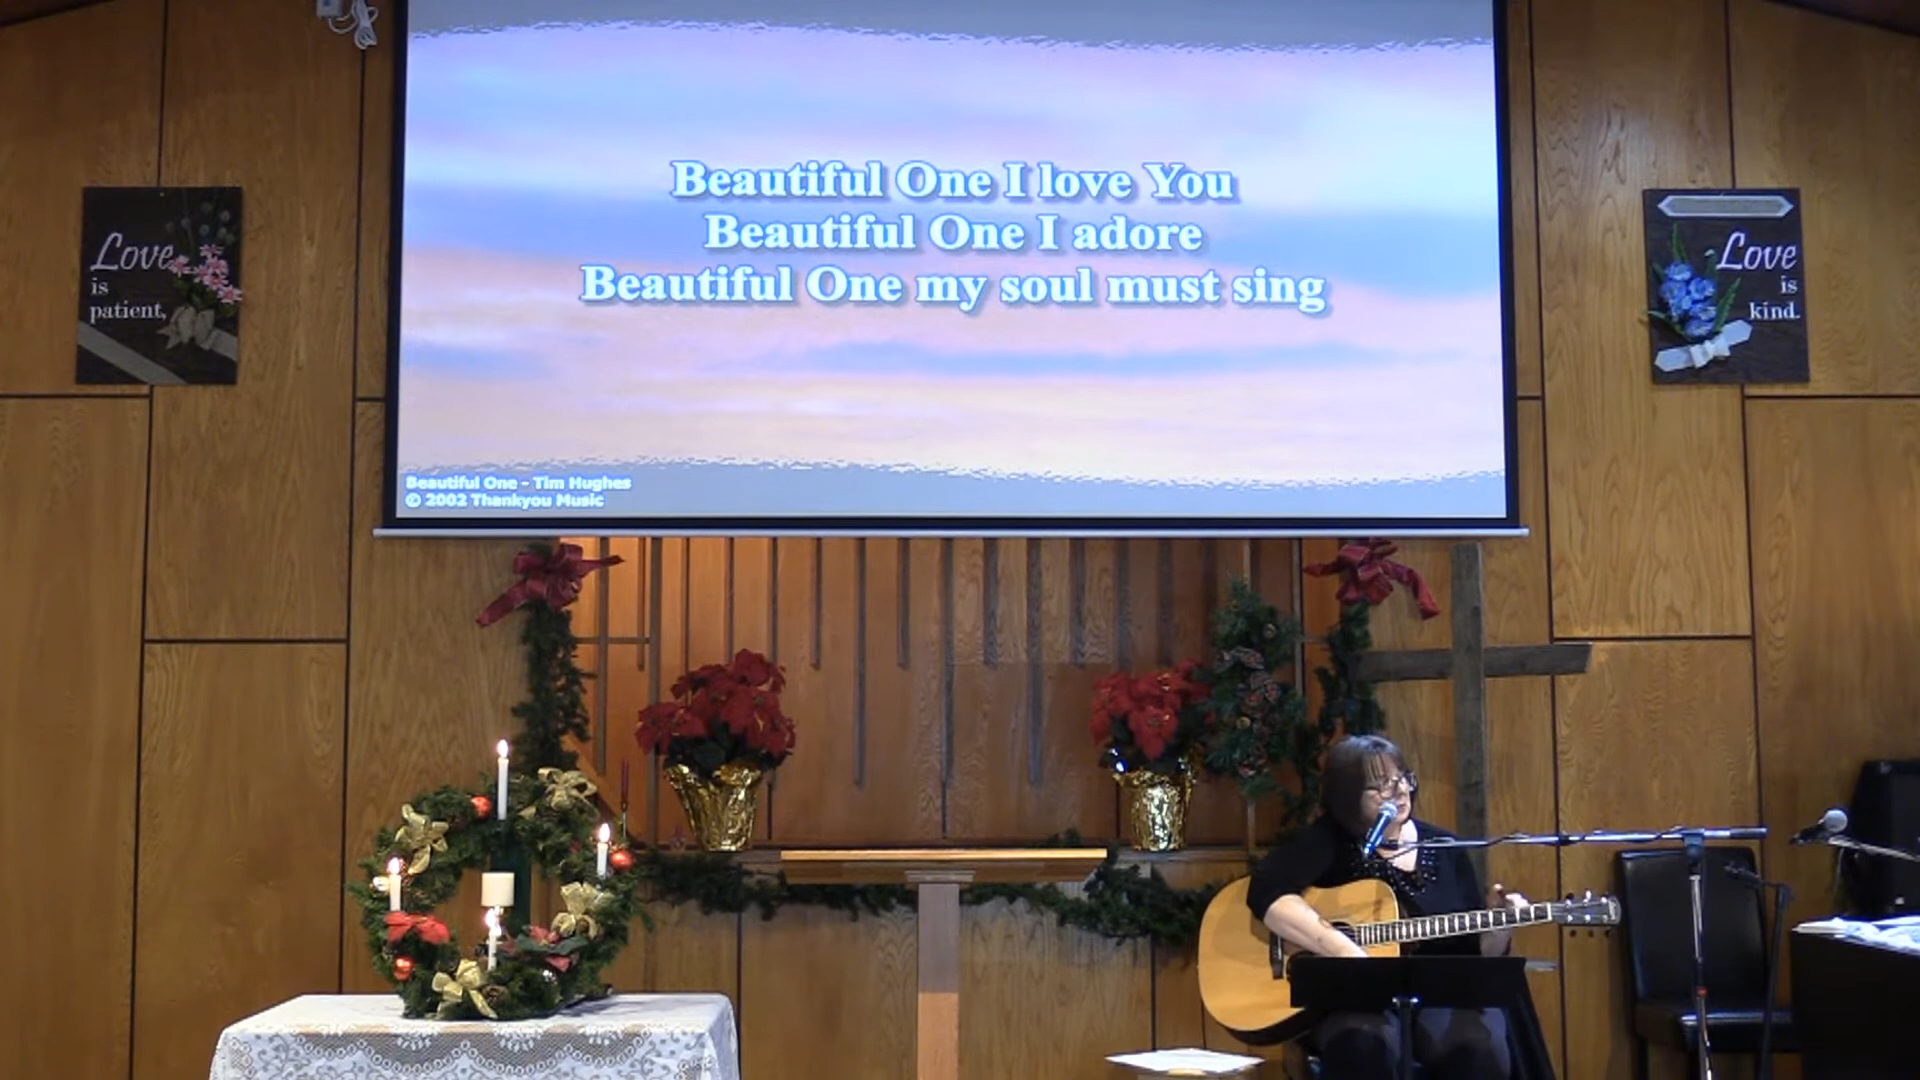 Beautiful One I love You
Beautiful One I adore
Beautiful One my soul must sing
Beautiful One - Tim Hughes
© 2002 Thankyou Music
Love
is
patient,
Love
is
kind.